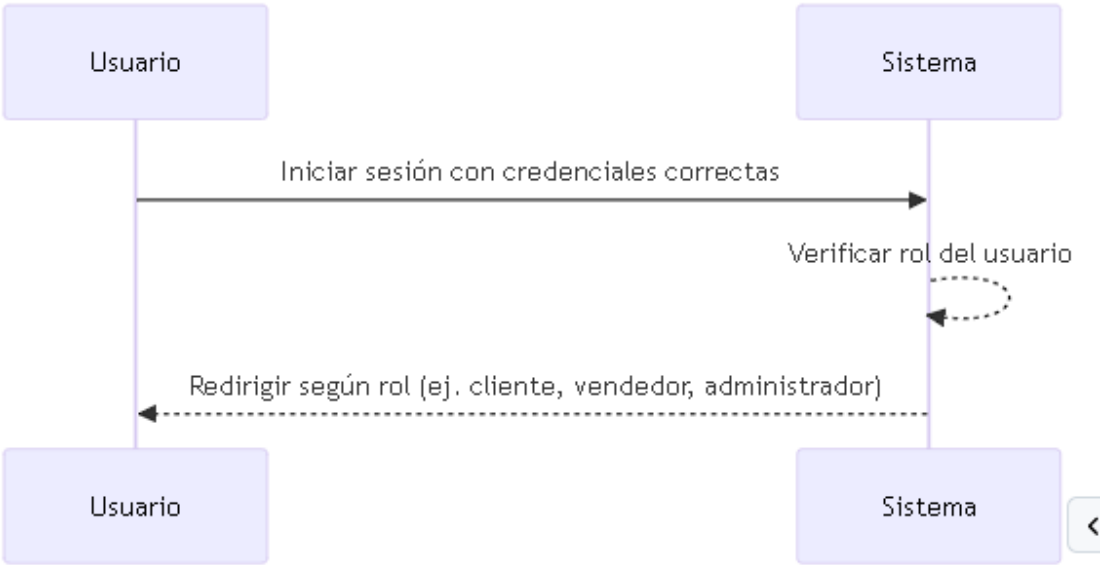 Usuario
Sistema
Iniciar sesión con credenciales correctas
Verificar rol del usuario
Redirigir según rol (ej. cliente, vendedor, administrador)
Usuario
Sistema